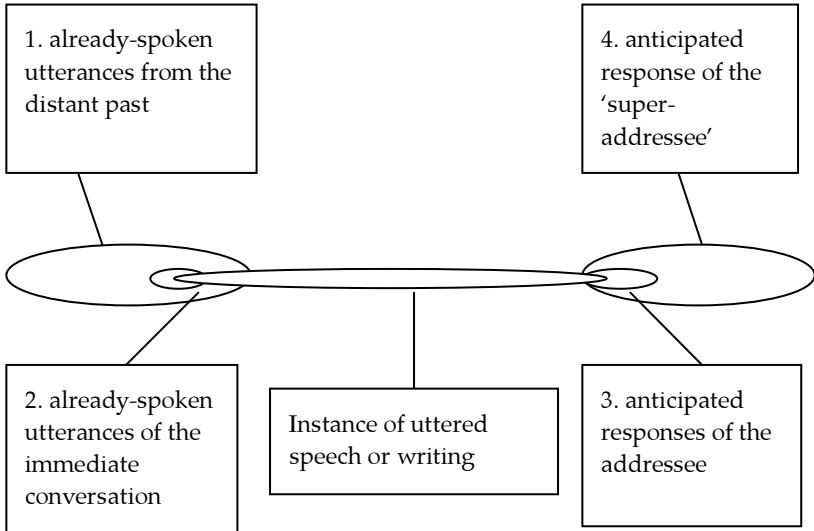 1. already-spoken
utterances from the
distant past
4. anticipated
response of the
‘super-
addressee’
2. already-spoken
utterances of the
immediate
conversation
Instance of uttered
speech or writing
3. anticipated
responses of the
addressee